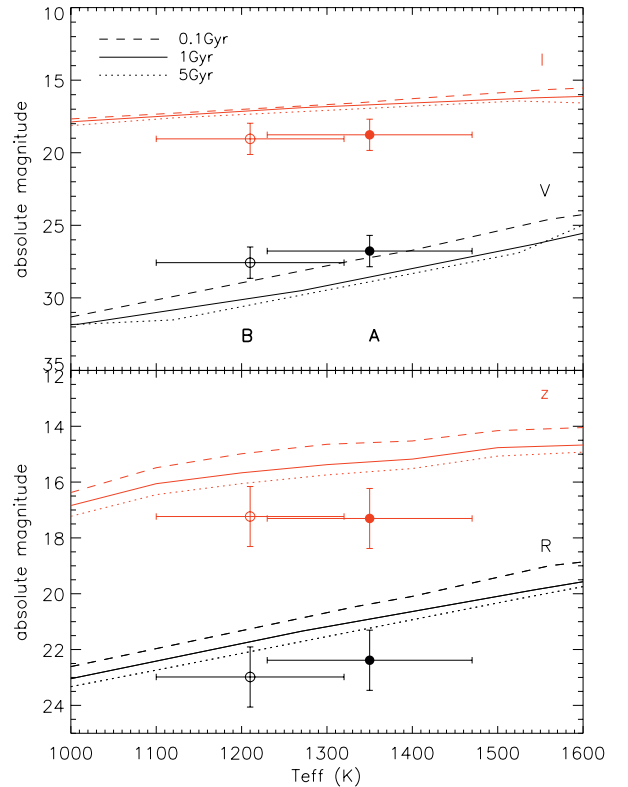 10
0.1Gyr
1Gyr
5Gyr
I
15
absolute magnitude
20
V
25
30
B A
35
12
z
14
16
absolute magnitude
18
R
20
22
24
1000 1100 1200 1300 1400 1500 1600
Teff (K)